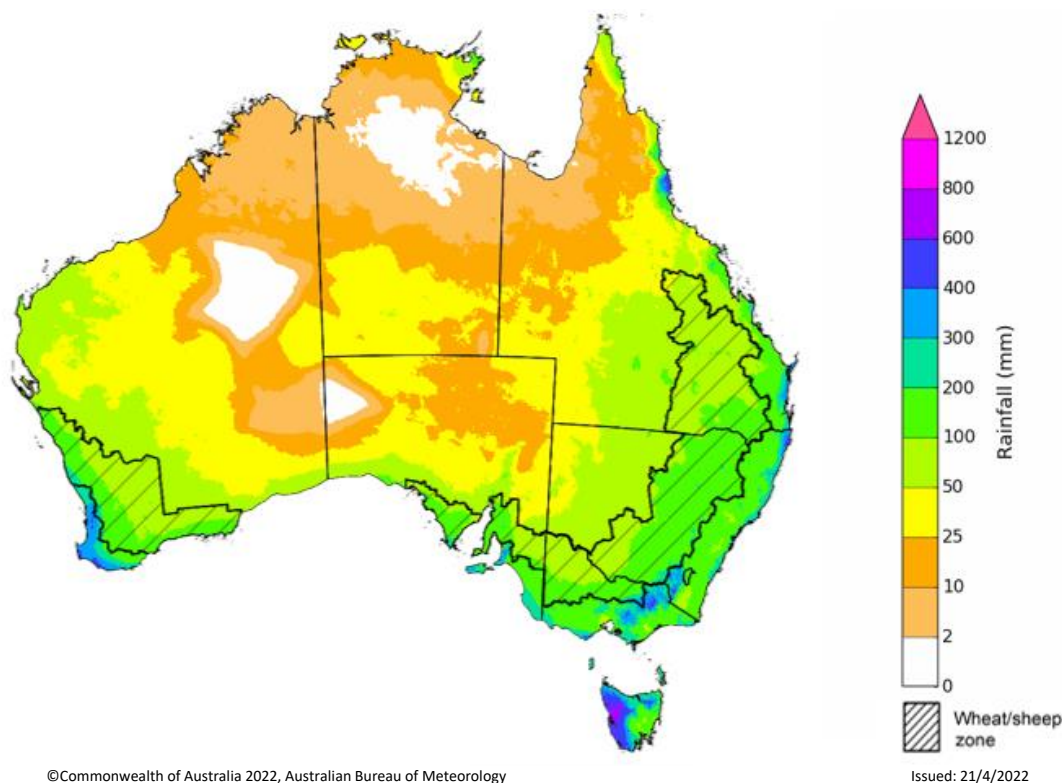 1200
800
600
400
300
200
100
50
25
10
2
0
Rainfall (mm)
Wheat/sheep
zone
©Commonwealth of Australia 2022, Australian Bureau of Meteorology
Issued: 21/4/2022